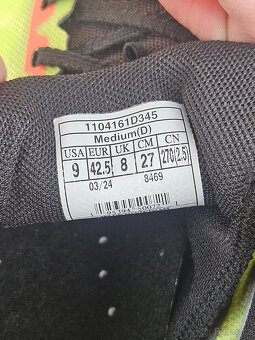 1104161D345
Medium(D)
USA EUR UK CM CN
9 42.5 8 27 270(2.5)
03/24 8469